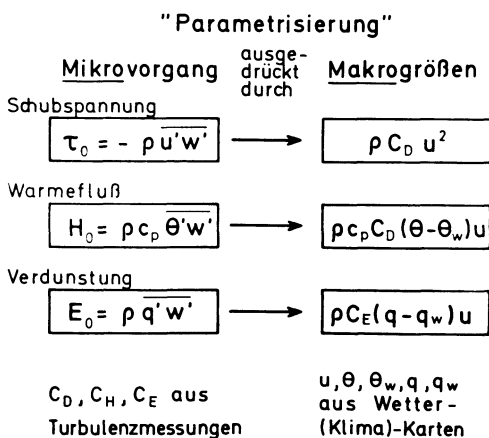 "Parametrisierung"
Mikrovorgang ausge-drückt durch Makrogrößen
Schubspannung
τ₀ = - ρ u'w' → ρ C_D u²
Warmefluß
H₀ = ρ c_p θ'w' → ρ c_p C_D (θ-θ_w)u
Verdunstung
E₀ = ρ q'w' → ρ C_E (q-q_w) u
C_D, C_H, C_E aus
Turbulenzmessungen
u, θ, θ_w, q, q_w
aus Wetter-
(Klima)-Karten